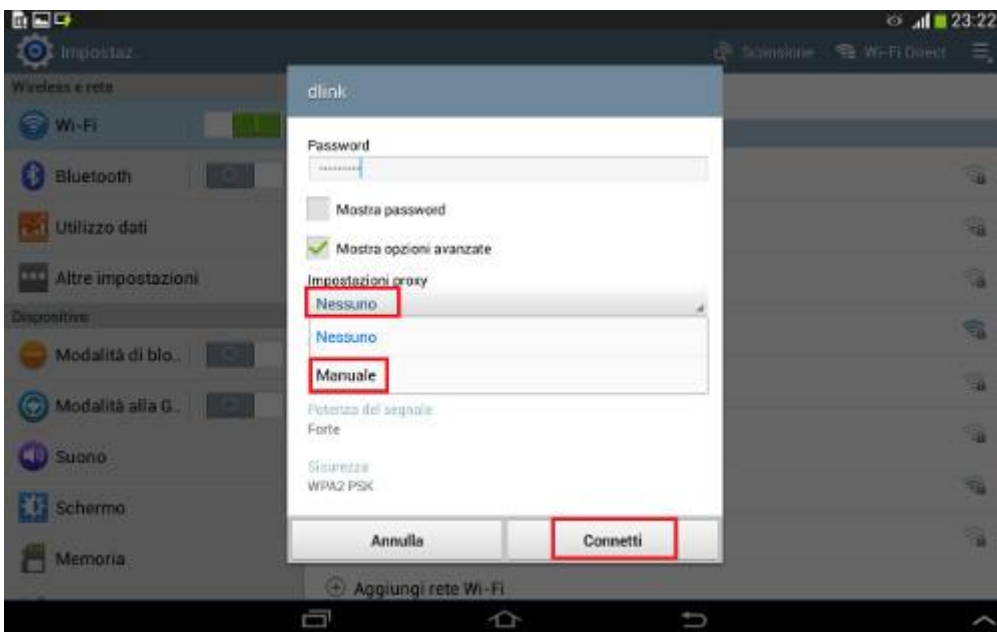 23:22
Impostaz
Scansione
Wi-Fi Direct
Wireless e rete
Wi-Fi
Bluetooth
Utilizzo dati
Altre impostazioni
Dispositivo
Modalità di blo..
Modalità alla G..
Suono
Schermo
Memoria
dlink
Password
Mostra password
Mostra opzioni avanzate
Impostazioni proxy
Nessuno
Nessuno
Manuale
Potenza del segnale
Forte
Sicurezza
WPA2 PSK
Annulla
Connetti
Aggiungi rete Wi-Fi